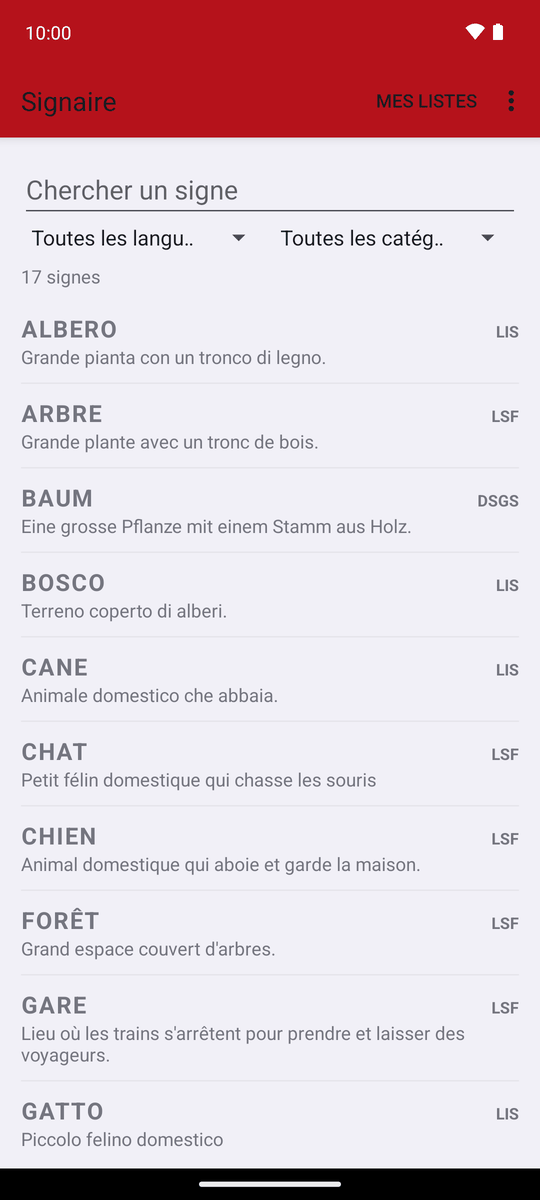 10:00
Signaire
MES LISTES
Chercher un signe
Toutes les langu..
Toutes les catég..
17 signes
ALBERO
LIS
Grande pianta con un tronco di legno.
ARBRE
LSF
Grande plante avec un tronc de bois.
BAUM
DSGS
Eine grosse Pflanze mit einem Stamm aus Holz.
BOSCO
LIS
Terreno coperto di alberi.
CANE
LIS
Animale domestico che abbaia.
CHAT
LSF
Petit félin domestique qui chasse les souris
CHIEN
LSF
Animal domestique qui aboie et garde la maison.
FORÊT
LSF
Grand espace couvert d'arbres.
GARE
LSF
Lieu où les trains s'arrêtent pour prendre et laisser des
voyageurs.
GATTO
LIS
Piccolo felino domestico